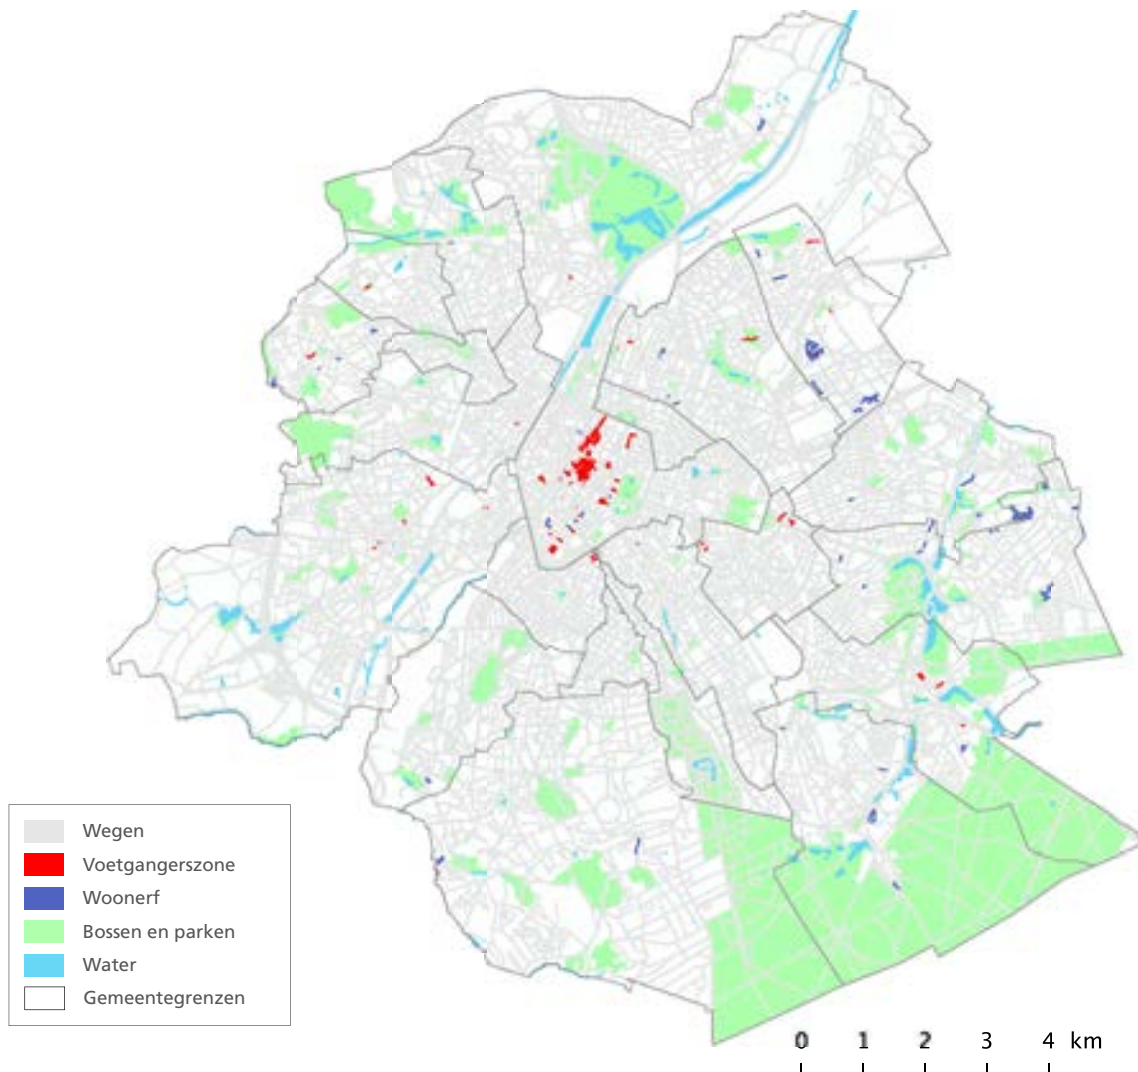 Wegen
Voetgangerszone
Woonerf
Bossen en parken
Water
Gemeentegrenzen
0 1 2 3 4 km